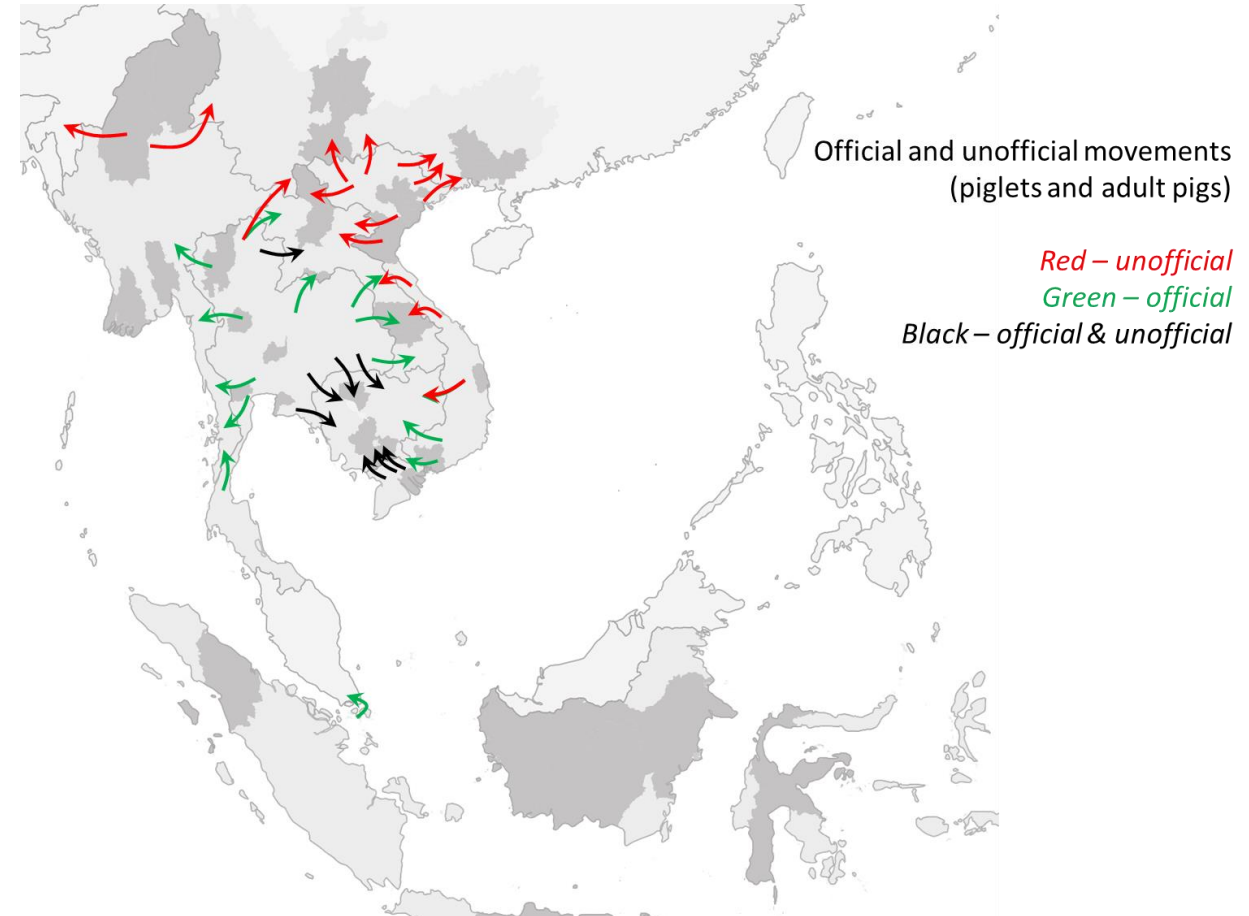 Official and unofficial movements
(piglets and adult pigs)
Red – unofficial
Green – official
Black – official & unofficial